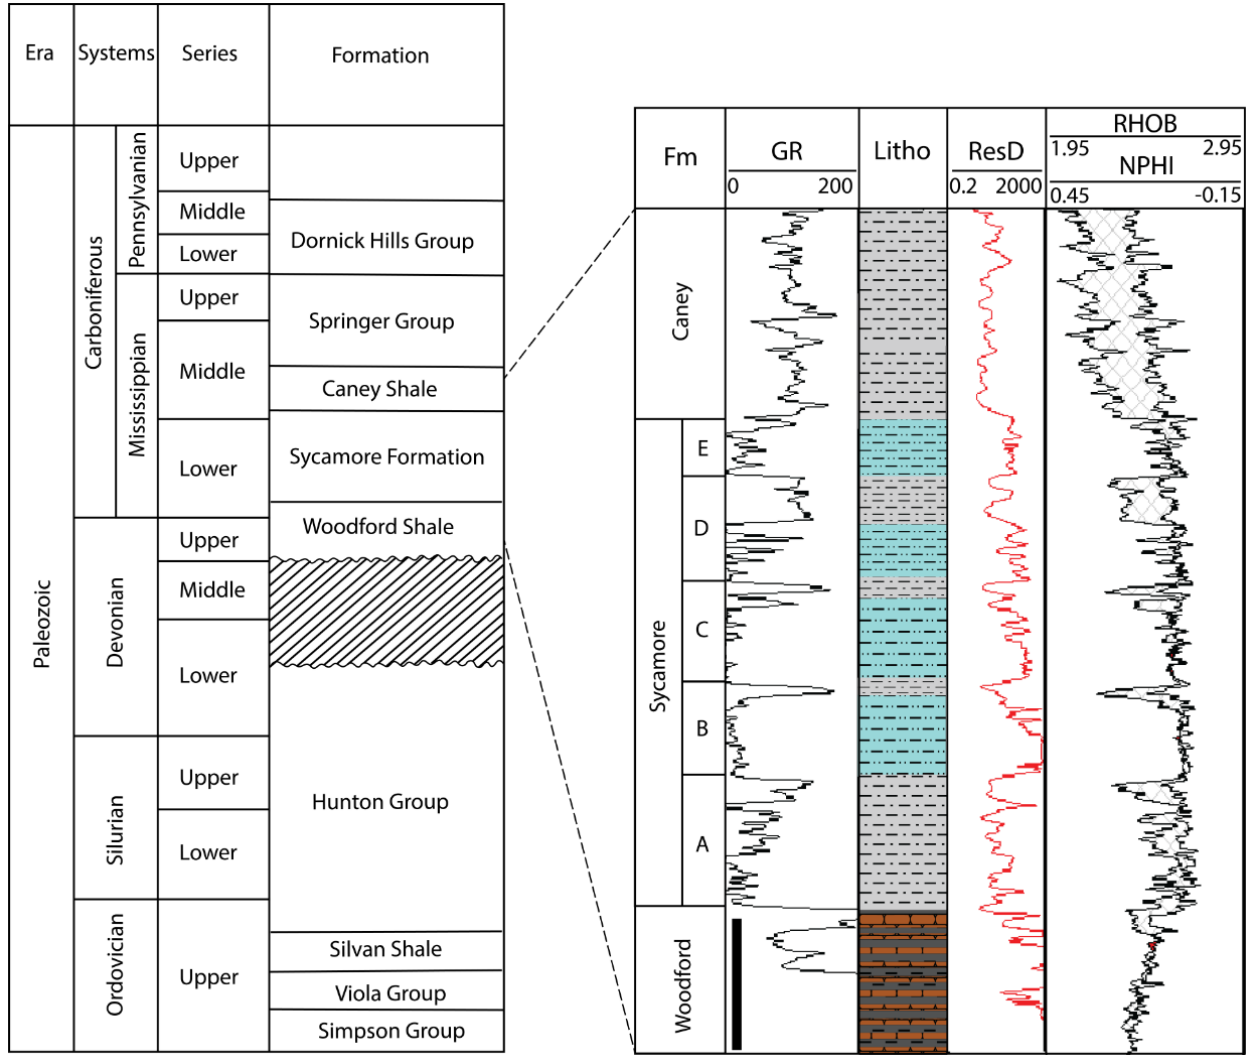 Era
Systems
Series
Formation
Paleozoic
Carboniferous
Pennsylvanian
Upper
Middle
Lower
Dornick Hills Group
Mississippian
Upper
Middle
Lower
Springer Group
Caney Shale
Sycamore Formation
Woodford Shale
Devonian
Upper
Middle
Lower
Silurian
Upper
Lower
Hunton Group
Ordovician
Upper
Silvan Shale
Viola Group
Simpson Group
Fm
GR
0 200
Litho
ResD
0.2 2000
RHOB
1.95 2.95
NPHI
0.45 -0.15
Caney
Sycamore
E
D
C
B
A
Woodford